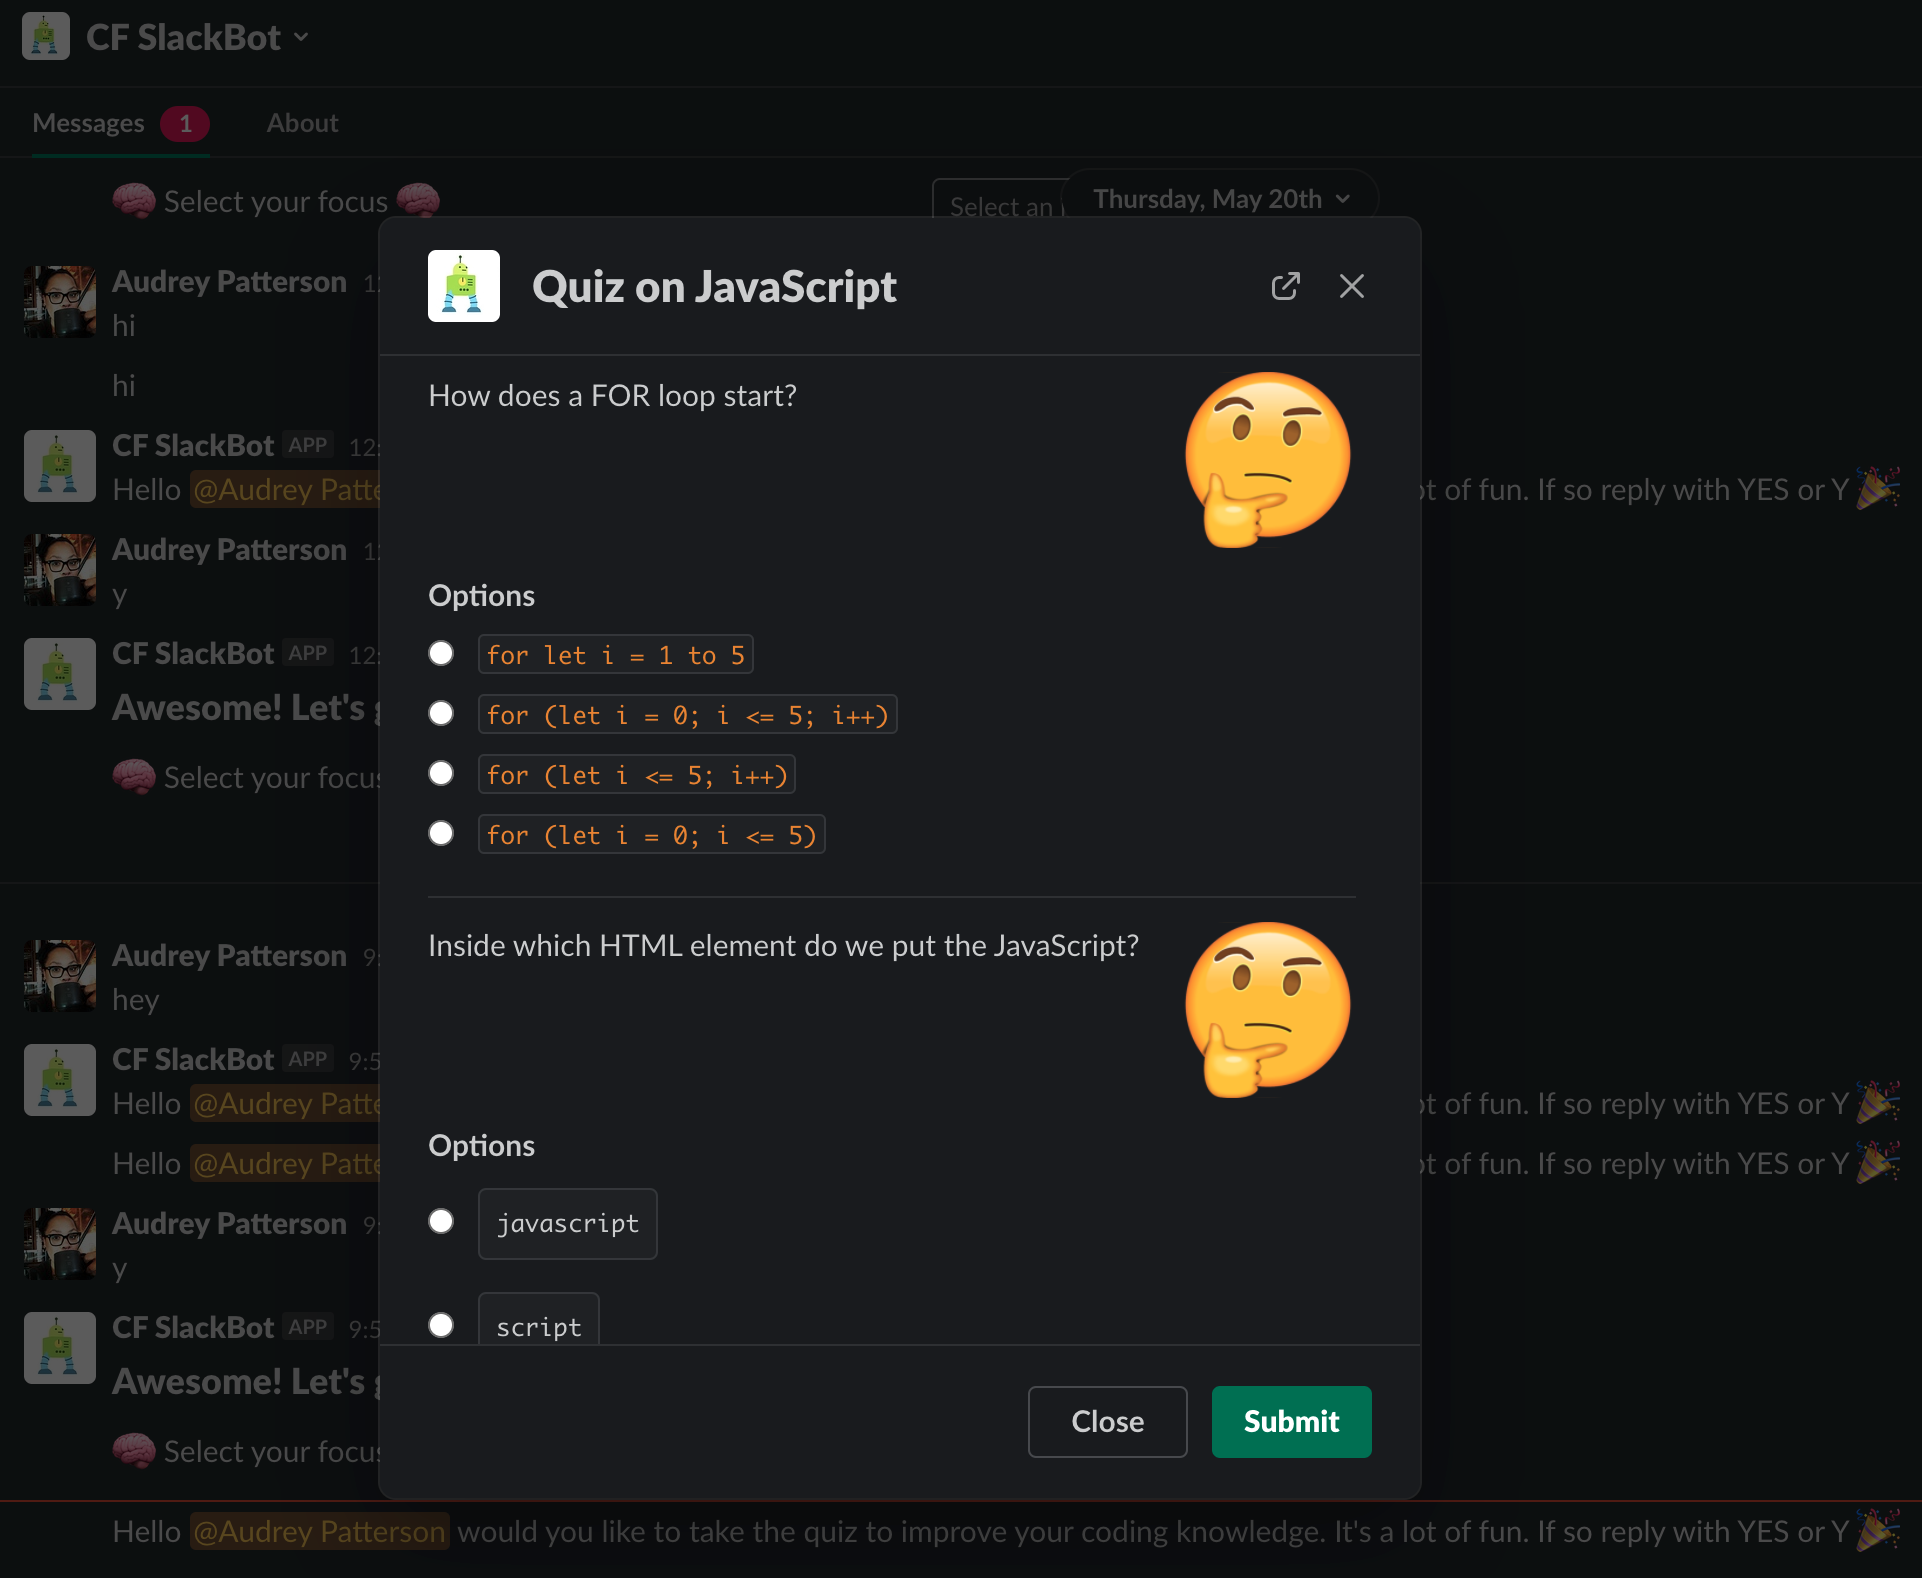 CF SlackBot
Messages 1 About
Select your focus
Select an
Thursday, May 20th
Audrey Patterson
hi
hi
CF SlackBot APP 12:
Hello @Audrey Patte
ot of fun. If so reply with YES or Y
Audrey Patterson
y
CF SlackBot APP 12:
Awesome! Let's g
Select your focus
Audrey Patterson 9:
hey
CF SlackBot APP 9:5
Hello @Audrey Patte
ot of fun. If so reply with YES or Y
Hello @Audrey Patte
ot of fun. If so reply with YES or Y
Audrey Patterson 9:
y
CF SlackBot APP 9:5
Awesome! Let's g
Select your focus
Hello @Audrey Patterson would you like to take the quiz to improve your coding knowledge. It's a lot of fun. If so reply with YES or Y
Quiz on JavaScript
How does a FOR loop start?
Options
for let i = 1 to 5
for (let i = 0; i <= 5; i++)
for (let i <= 5; i++)
for (let i = 0; i <= 5)
Inside which HTML element do we put the JavaScript?
Options
javascript
script
Close Submit